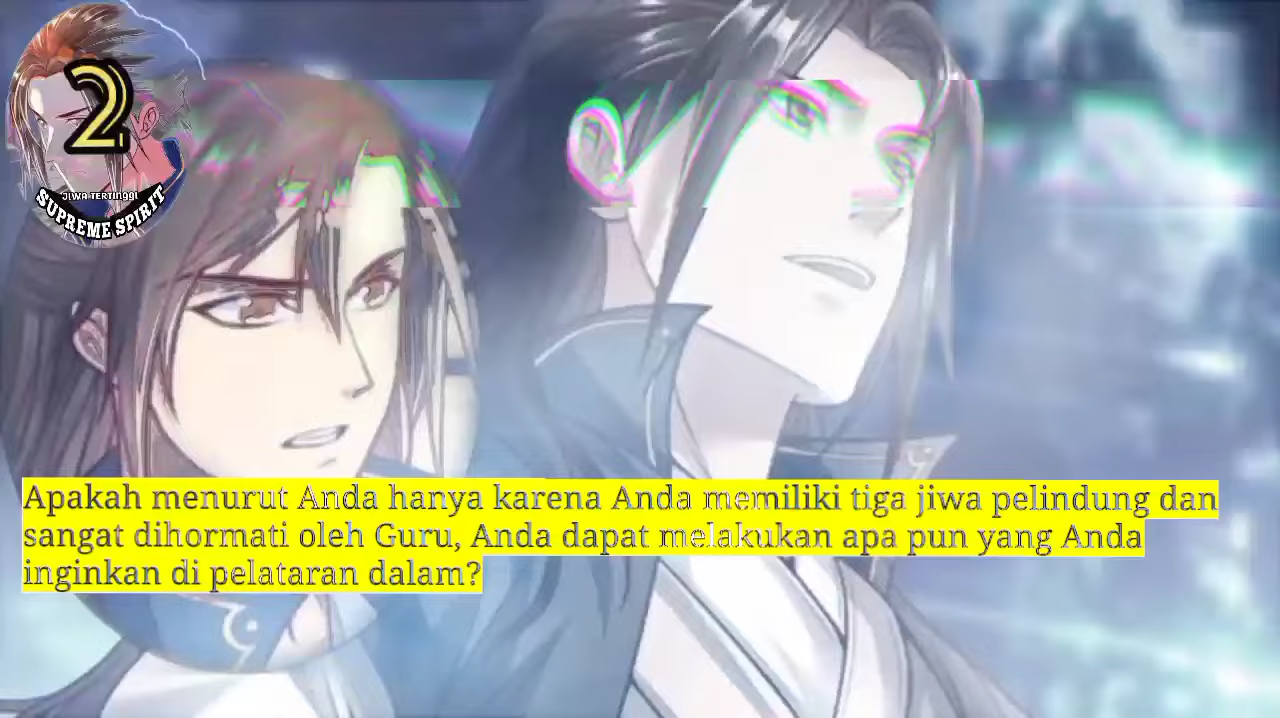 2
JIWA TERTINGGI
SUPREME SPIRIT
Apakah menurut Anda hanya karena Anda memiliki tiga jiwa pelindung dan
sangat dihormati oleh Guru, Anda dapat melakukan apa pun yang Anda
inginkan di pelataran dalam?